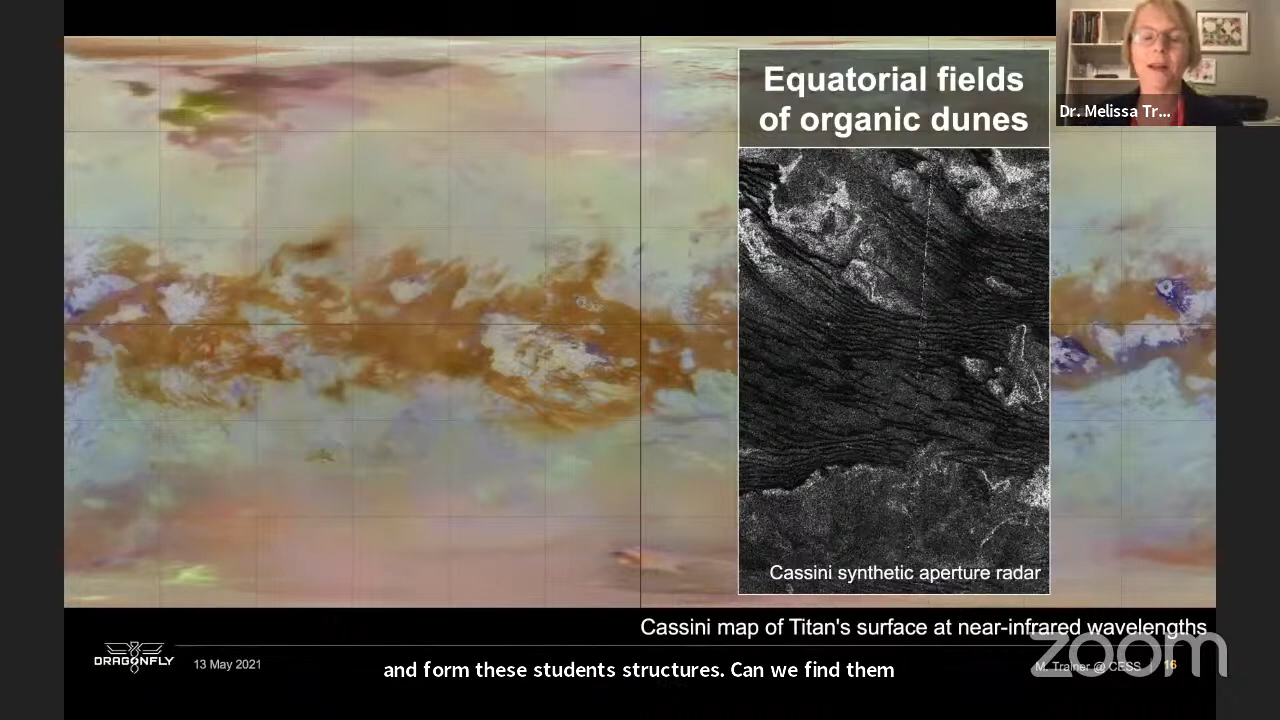 Equatorial fields
of organic dunes
Dr. Melissa Tr...
Cassini synthetic aperture radar
Cassini map of Titan's surface at near-infrared wavelengths
DRAGONFLY
13 May 2021
M. Trainer @ CESS | 16
zoom
and form these students structures. Can we find them